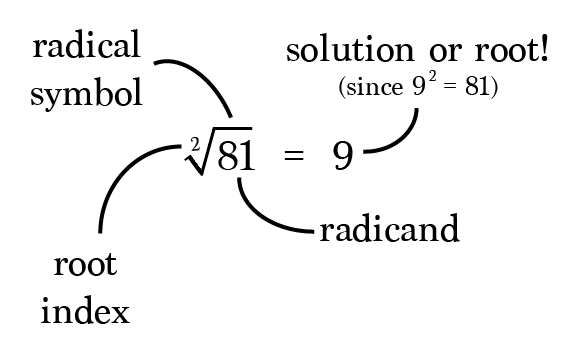 radical
symbol
solution or root!
(since 9² = 81)
²√81 = 9
radicand
root
index